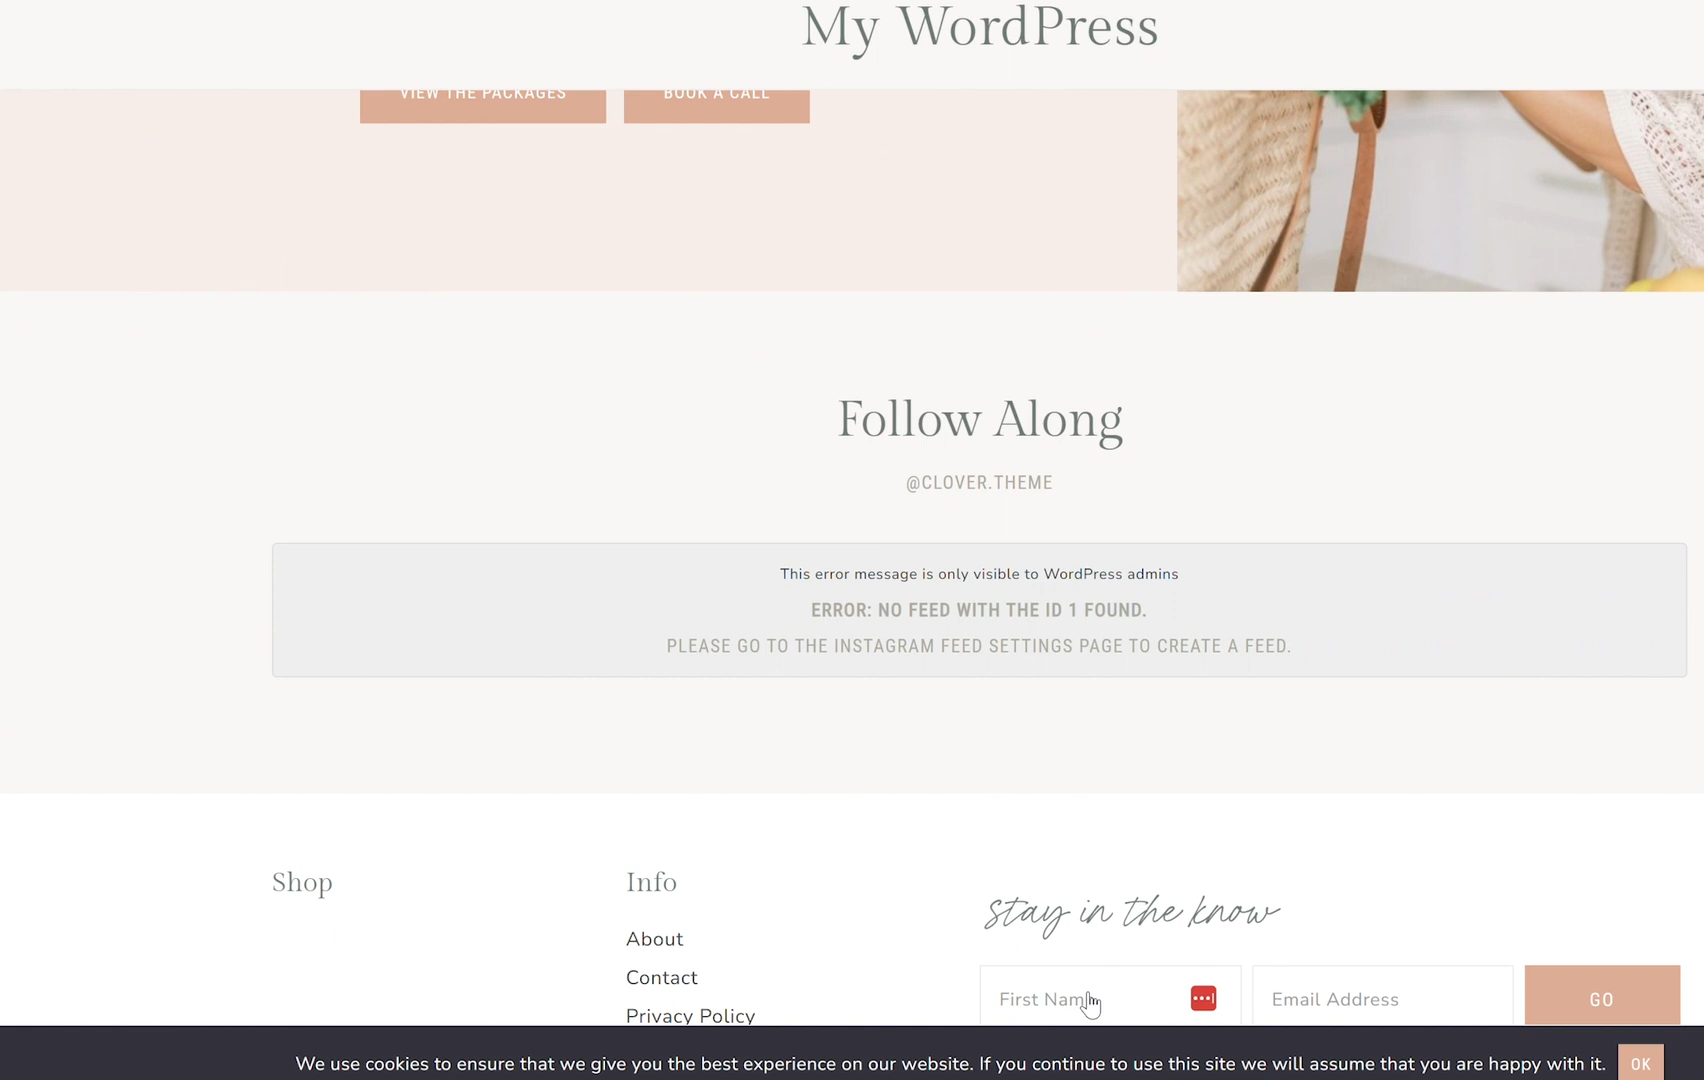 My WordPress
VIEW THE PACKAGES
BOOK A CALL
Follow Along
@CLOVER.THEME
This error message is only visible to WordPress admins
ERROR: NO FEED WITH THE ID 1 FOUND.
PLEASE GO TO THE INSTAGRAM FEED SETTINGS PAGE TO CREATE A FEED.
Shop
Info
About
Contact
Privacy Policy
stay in the know
First Name
Email Address
GO
We use cookies to ensure that we give you the best experience on our website. If you continue to use this site we will assume that you are happy with it.
OK